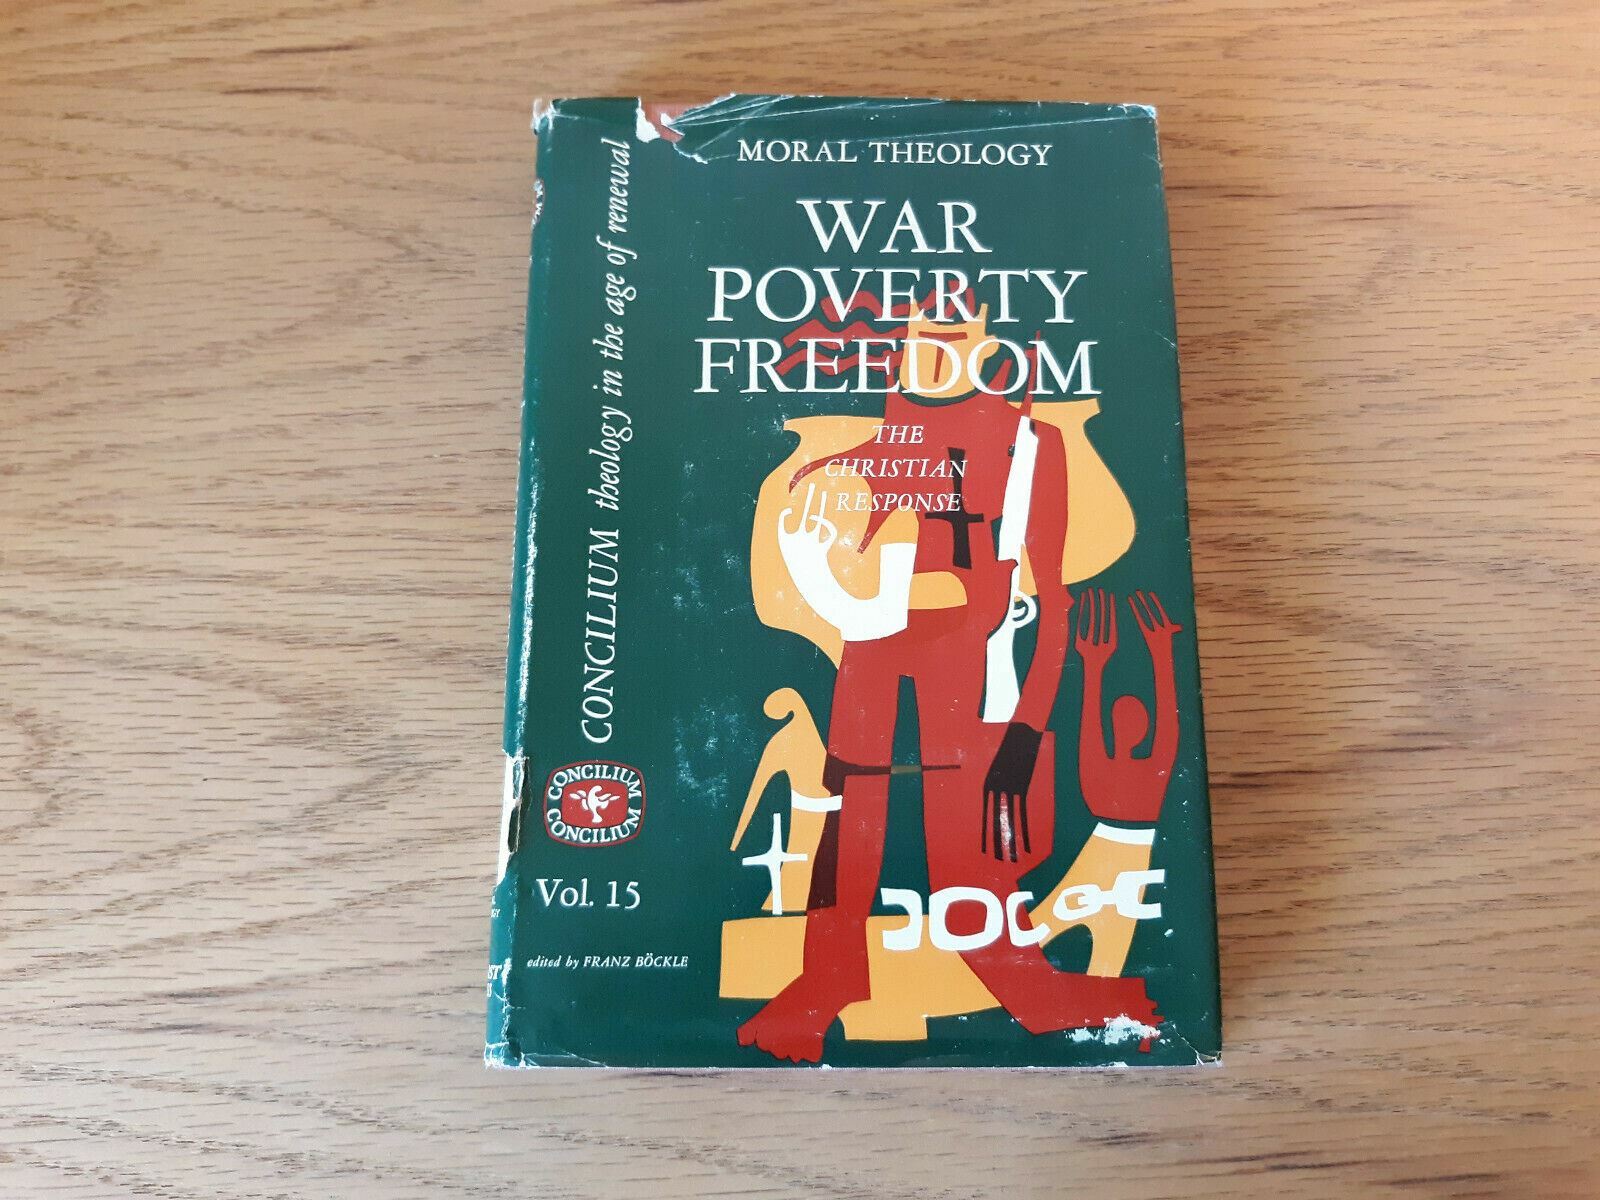 MORAL THEOLOGY
WAR
POVERTY
FREEDOM
THE
CHRISTIAN
RESPONSE
CONCILIUM theology in the age of renewal
CONCILIUM
CONCILIUM
Vol. 15
edited by FRANZ BÖCKLE